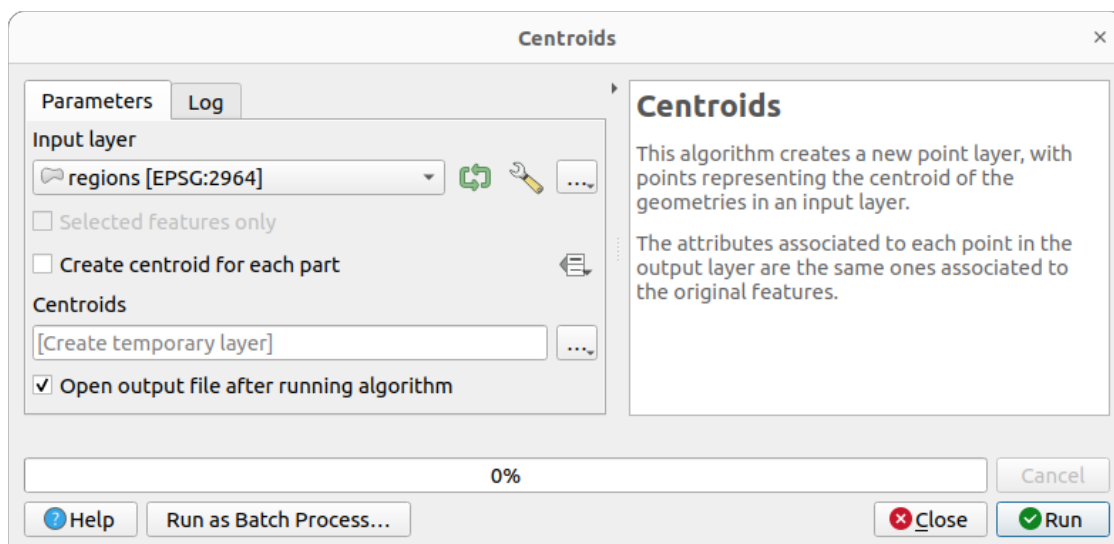 Centroids
Parameters
Log
Input layer
regions [EPSG:2964]
...
Selected features only
Create centroid for each part
Centroids
[Create temporary layer]
...
Open output file after running algorithm
Centroids
This algorithm creates a new point layer, with
points representing the centroid of the
geometries in an input layer.
The attributes associated to each point in the
output layer are the same ones associated to
the original features.
0%
Cancel
Help
Run as Batch Process...
Close
Run